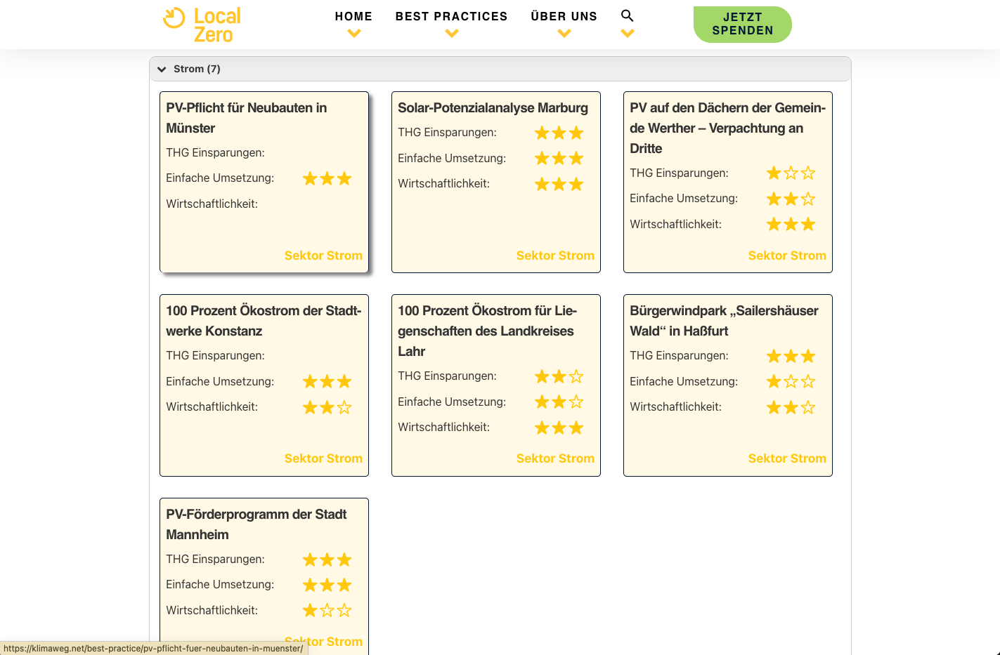 Local
Zero
HOME
BEST PRACTICES
ÜBER UNS
JETZT
SPENDEN
Strom (7)
PV-Pflicht für Neubauten in
Münster
THG Einsparungen:
Einfache Umsetzung:
Wirtschaftlichkeit:
Sektor Strom
Solar-Potenzialanalyse Marburg
THG Einsparungen:
Einfache Umsetzung:
Wirtschaftlichkeit:
Sektor Strom
PV auf den Dächern der Gemein-
de Werther – Verpachtung an
Dritte
THG Einsparungen:
Einfache Umsetzung:
Wirtschaftlichkeit:
Sektor Strom
100 Prozent Ökostrom der Stadt-
werke Konstanz
THG Einsparungen:
Einfache Umsetzung:
Wirtschaftlichkeit:
Sektor Strom
100 Prozent Ökostrom für Lie-
genschaften des Landkreises
Lahr
THG Einsparungen:
Einfache Umsetzung:
Wirtschaftlichkeit:
Sektor Strom
Bürgerwindpark „Sailershäuser
Wald“ in Haßfurt
THG Einsparungen:
Einfache Umsetzung:
Wirtschaftlichkeit:
Sektor Strom
PV-Förderprogramm der Stadt
Mannheim
THG Einsparungen:
Einfache Umsetzung:
Wirtschaftlichkeit:
Sektor Strom
https://klimaweg.net/best-practice/pv-pflicht-fuer-neubauten-in-muenster/